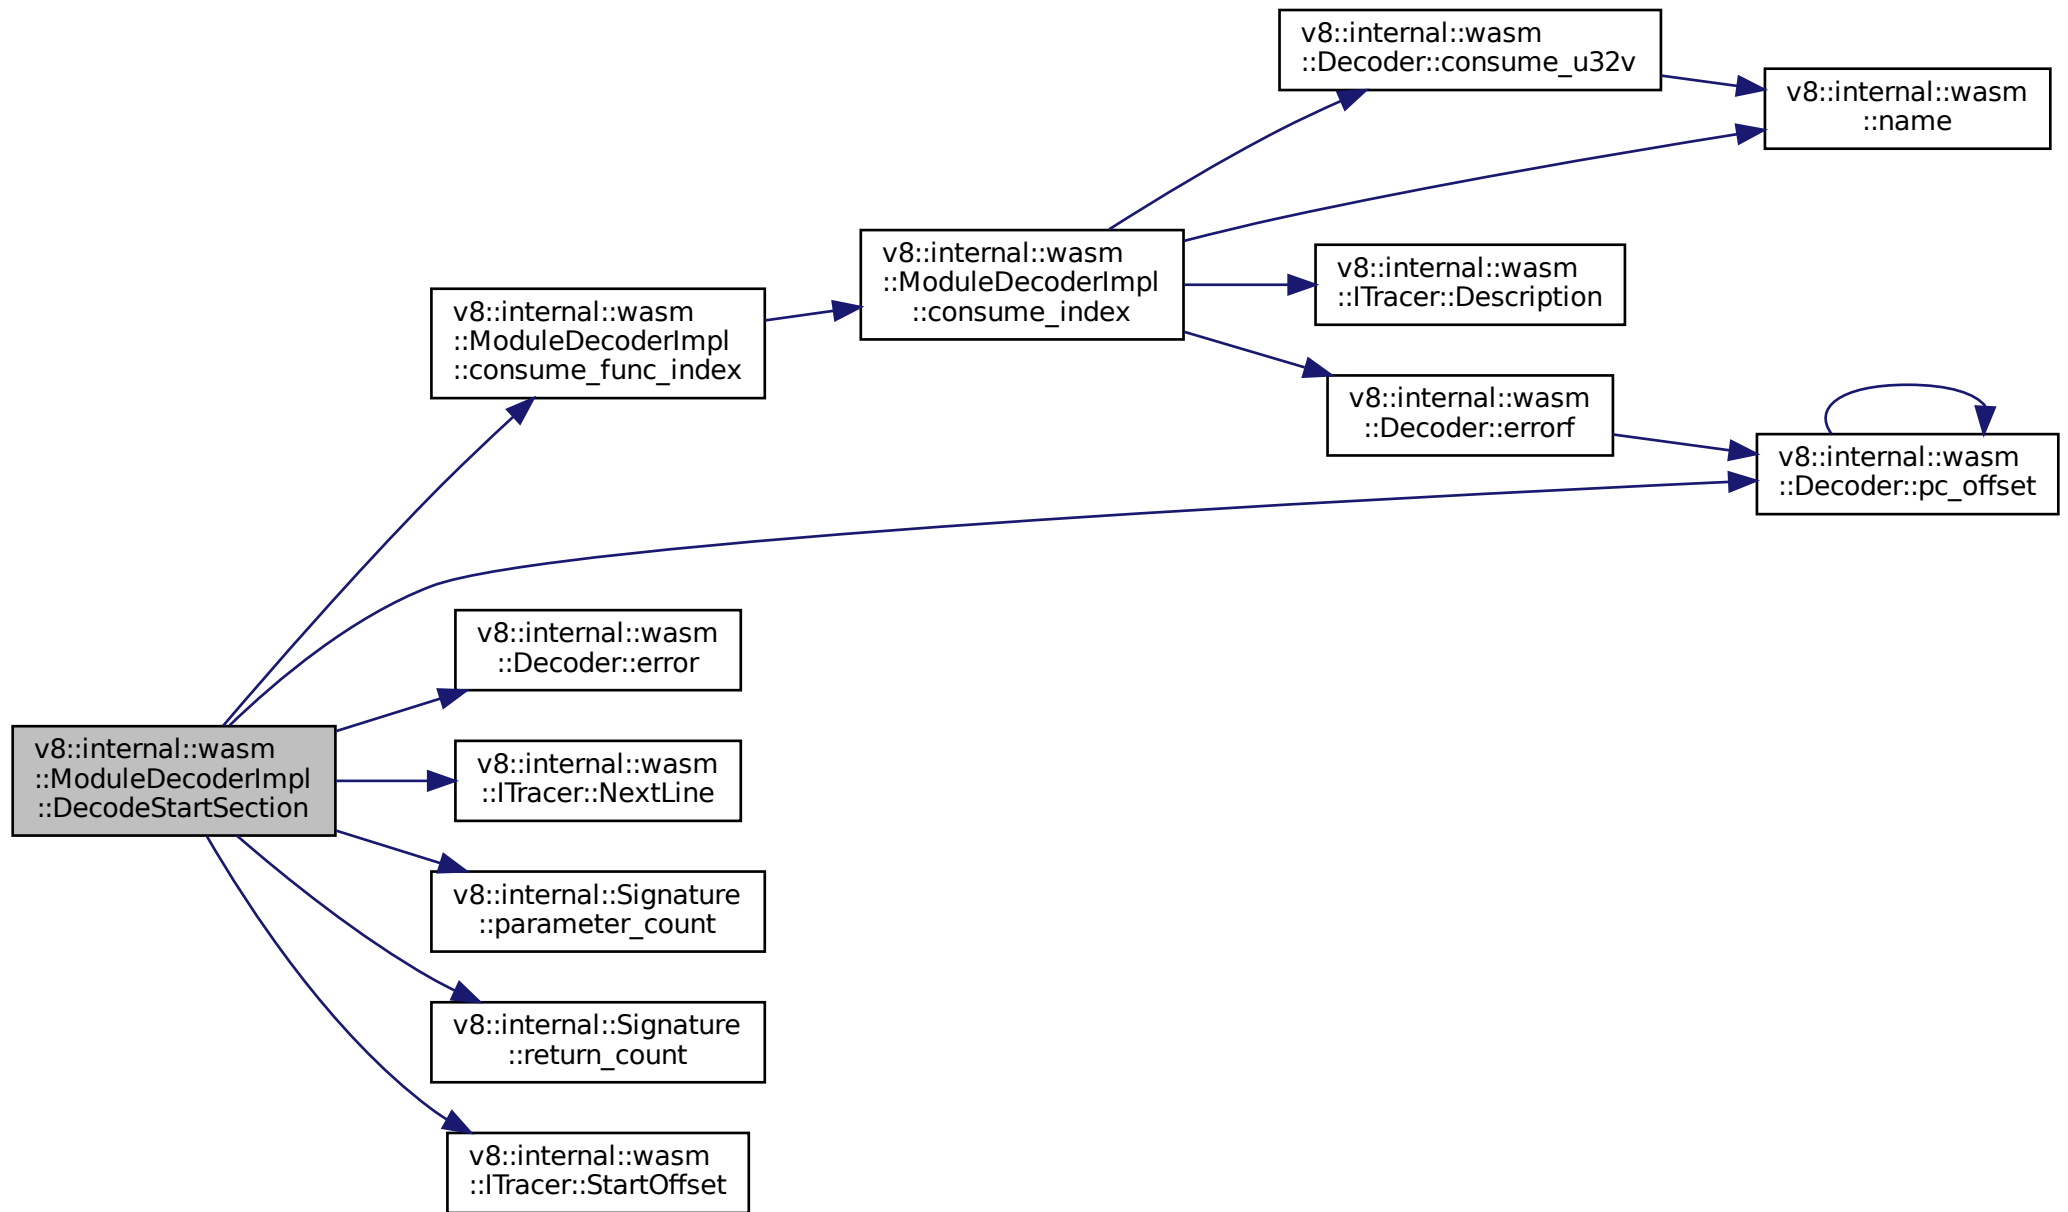 v8::internal::wasm
::Decoder::consume_u32v
v8::internal::wasm
::name
v8::internal::wasm
::ModuleDecoderImpl
::consume_index
v8::internal::wasm
::ITracer::Description
v8::internal::wasm
::ModuleDecoderImpl
::consume_func_index
v8::internal::wasm
::Decoder::errorf
v8::internal::wasm
::Decoder::pc_offset
v8::internal::wasm
::Decoder::error
v8::internal::wasm
::ModuleDecoderImpl
::DecodeStartSection
v8::internal::wasm
::ITracer::NextLine
v8::internal::Signature
::parameter_count
v8::internal::Signature
::return_count
v8::internal::wasm
::ITracer::StartOffset